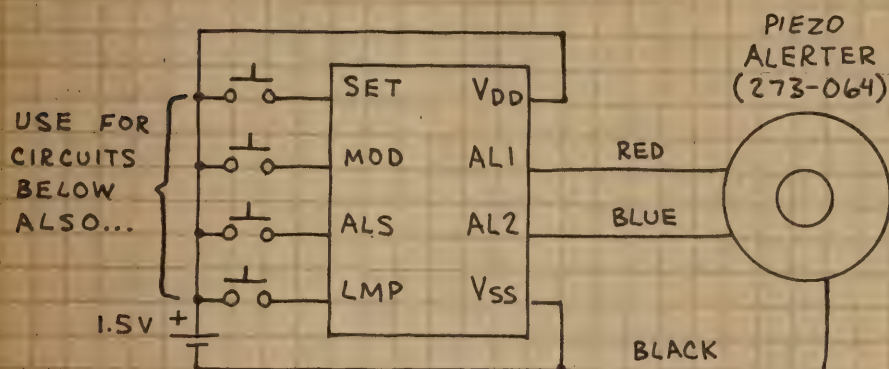 PIEZO
ALERTER
(273-064)
USE FOR
CIRCUITS
BELOW
ALSO...
SET
MOD
ALS
LMP
VDD
AL1
AL2
VSS
RED
BLUE
BLACK
1.5V +